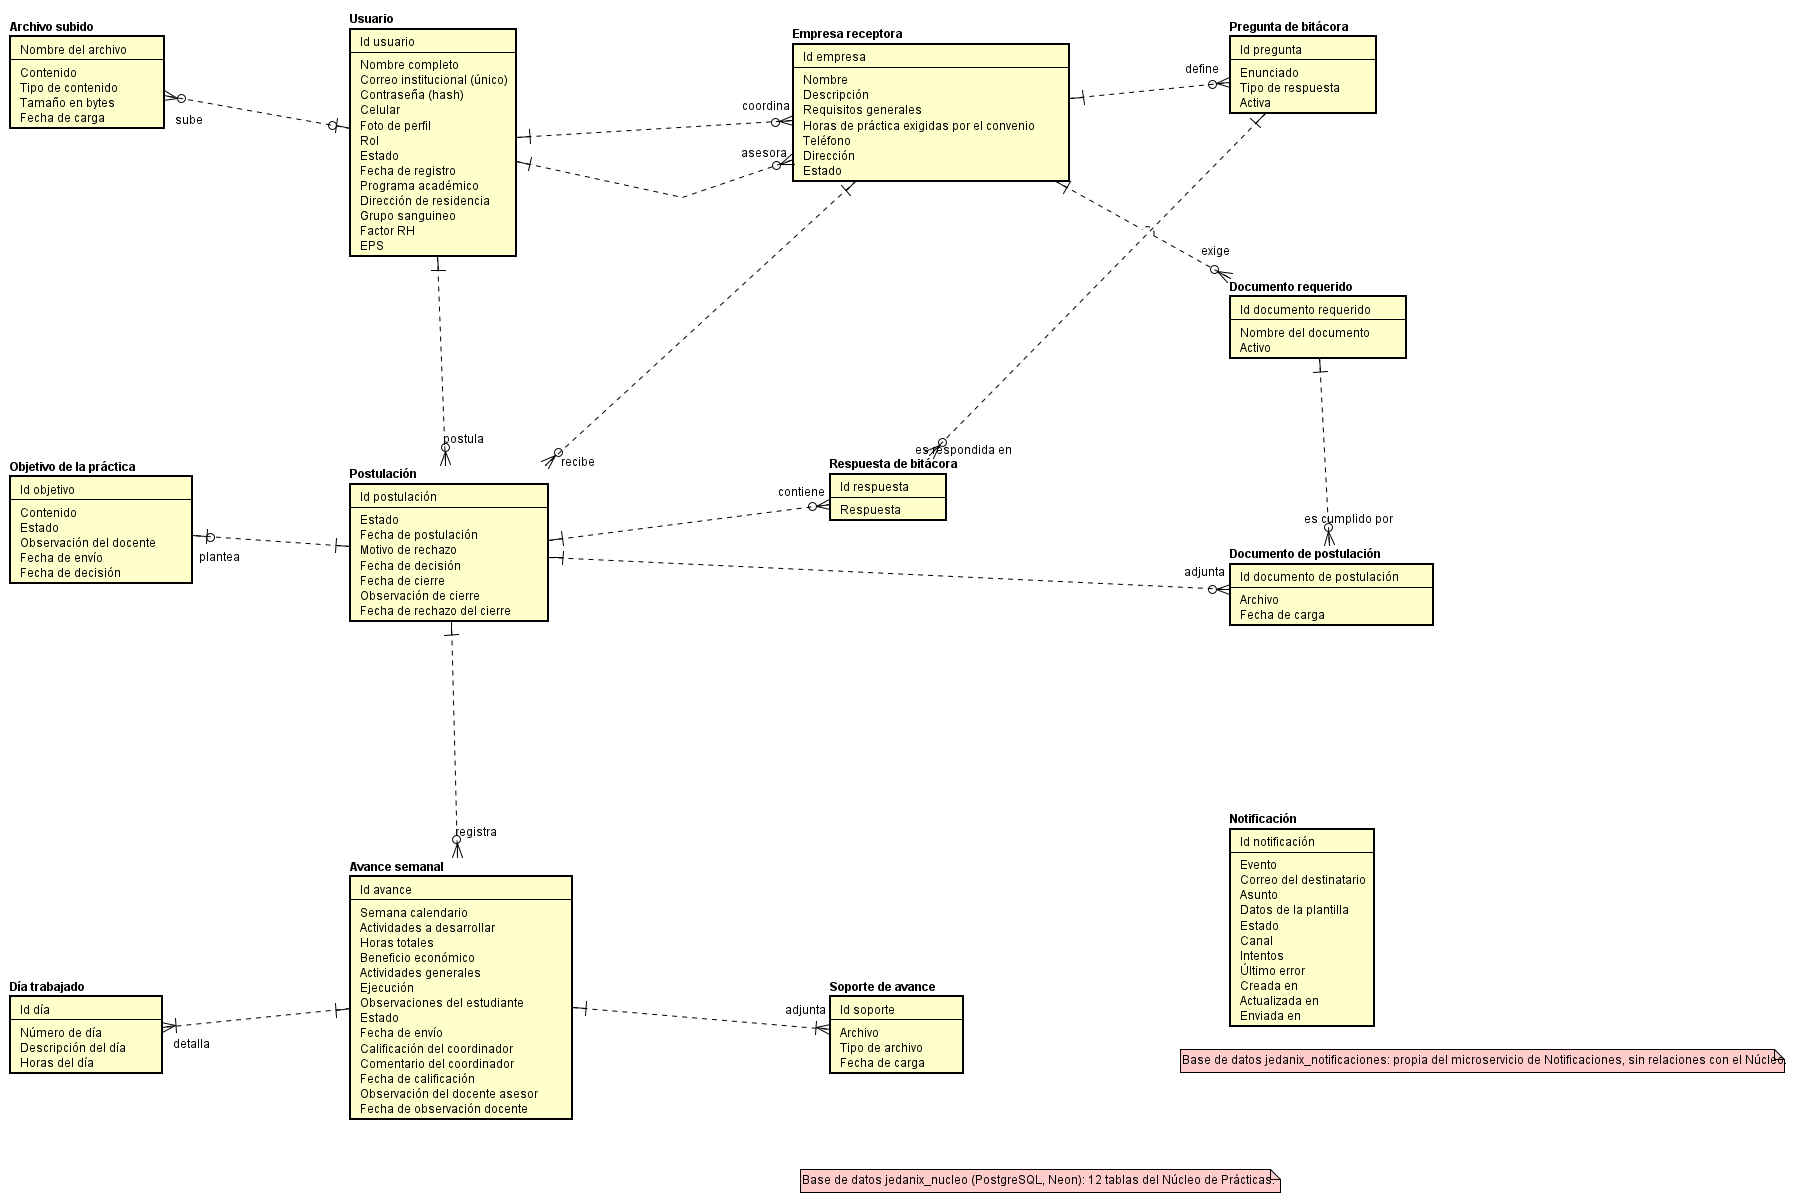 Archivo subido
Nombre del archivo
Contenido
Tipo de contenido
Tamaño en bytes
Fecha de carga
sube
Usuario
Id usuario
Nombre completo
Correo institucional (único)
Contraseña (hash)
Celular
Foto de perfil
Rol
Estado
Fecha de registro
Programa académico
Dirección de residencia
Grupo sanguineo
Factor RH
EPS
coordina
asesora
Empresa receptora
Id empresa
Nombre
Descripción
Requisitos generales
Horas de práctica exigidas por el convenio
Teléfono
Dirección
Estado
define
Pregunta de bitácora
Id pregunta
Enunciado
Tipo de respuesta
Activa
exige
Documento requerido
Id documento requerido
Nombre del documento
Activo
postula
recibe
es respondida en
Objetivo de la práctica
Id objetivo
Contenido
Estado
Observación del docente
Fecha de envío
Fecha de decisión
plantea
Postulación
Id postulación
Estado
Fecha de postulación
Motivo de rechazo
Fecha de decisión
Fecha de cierre
Observación de cierre
Fecha de rechazo del cierre
contiene
Respuesta de bitácora
Id respuesta
Respuesta
es cumplido por
adjunta
Documento de postulación
Id documento de postulación
Archivo
Fecha de carga
registra
Avance semanal
Id avance
Semana calendario
Actividades a desarrollar
Horas totales
Beneficio económico
Actividades generales
Ejecución
Observaciones del estudiante
Estado
Fecha de envío
Calificación del coordinador
Comentario del coordinador
Fecha de calificación
Observación del docente asesor
Fecha de observación docente
Día trabajado
Id día
Número de día
Descripción del día
Horas del día
detalla
adjunta
Soporte de avance
Id soporte
Archivo
Tipo de archivo
Fecha de carga
Notificación
Id notificación
Evento
Correo del destinatario
Asunto
Datos de la plantilla
Estado
Canal
Intentos
Último error
Creada en
Actualizada en
Enviada en
Base de datos jedanix_notificaciones: propia del microservicio de Notificaciones, sin relaciones con el Núcleo
Base de datos jedanix_nucleo (PostgreSQL, Neon): 12 tablas del Núcleo de Prácticas